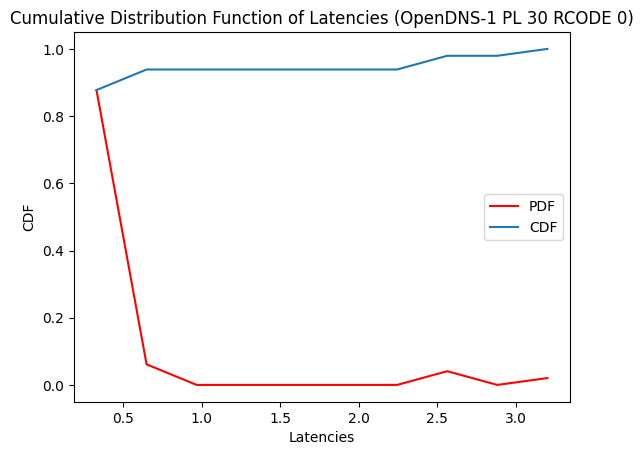 Cumulative Distribution Function of Latencies (OpenDNS-1 PL 30 RCODE 0)
1.0
0.8
0.6
0.4
0.2
0.0
CDF
PDF
CDF
0.5 1.0 1.5 2.0 2.5 3.0
Latencies